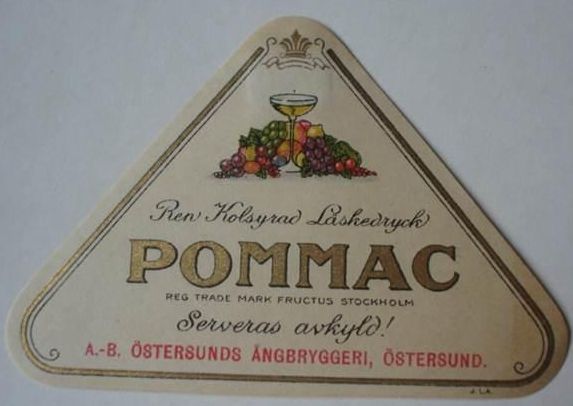 Ren Kolsyrad Läskedryck
POMMAC
REG TRADE MARK FRUCTUS STOCKHOLM
Serveras avkyld!
A.-B. ÖSTERSUNDS ÅNGBRYGGERI, ÖSTERSUND.